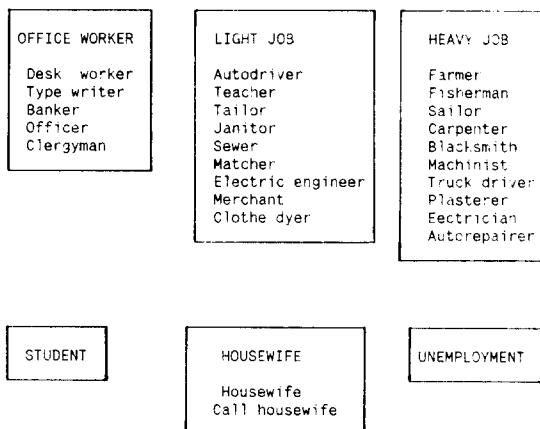 OFFICE WORKER
Desk worker
Type writer
Banker
Officer
Clergyman
LIGHT JOB
Autodriver
Teacher
Tailor
Janitor
Sewer
Matcher
Electric engineer
Merchant
Clothe dyer
HEAVY JOB
Farmer
Fisherman
Sailor
Carpenter
Blacksmith
Machinist
Truck driver
Plasterer
Eectrician
Autorepairer
STUDENT
HOUSEWIFE
Housewife
Call housewife
UNEMPLOYMENT